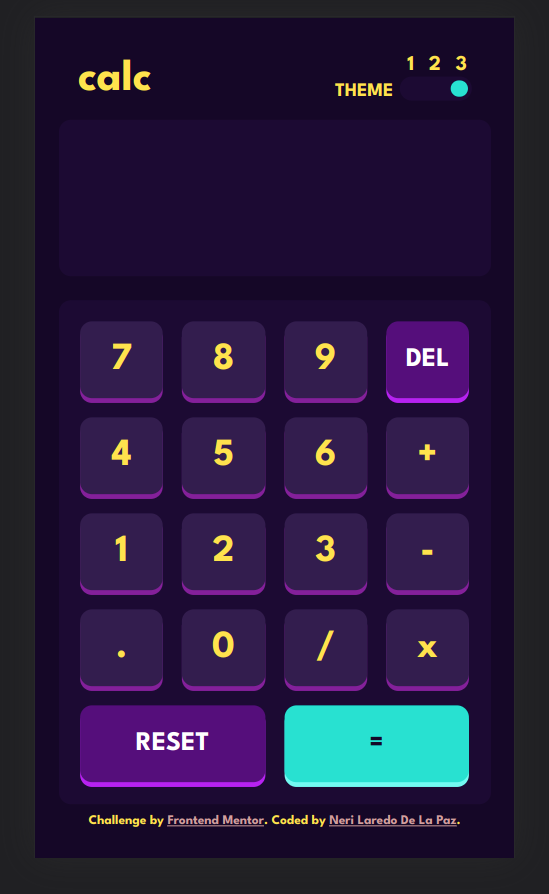 calc
1 2 3
THEME
7 8 9 DEL
4 5 6 +
1 2 3 -
. 0 / x
RESET =
Challenge by Frontend Mentor. Coded by Neri Laredo De La Paz.